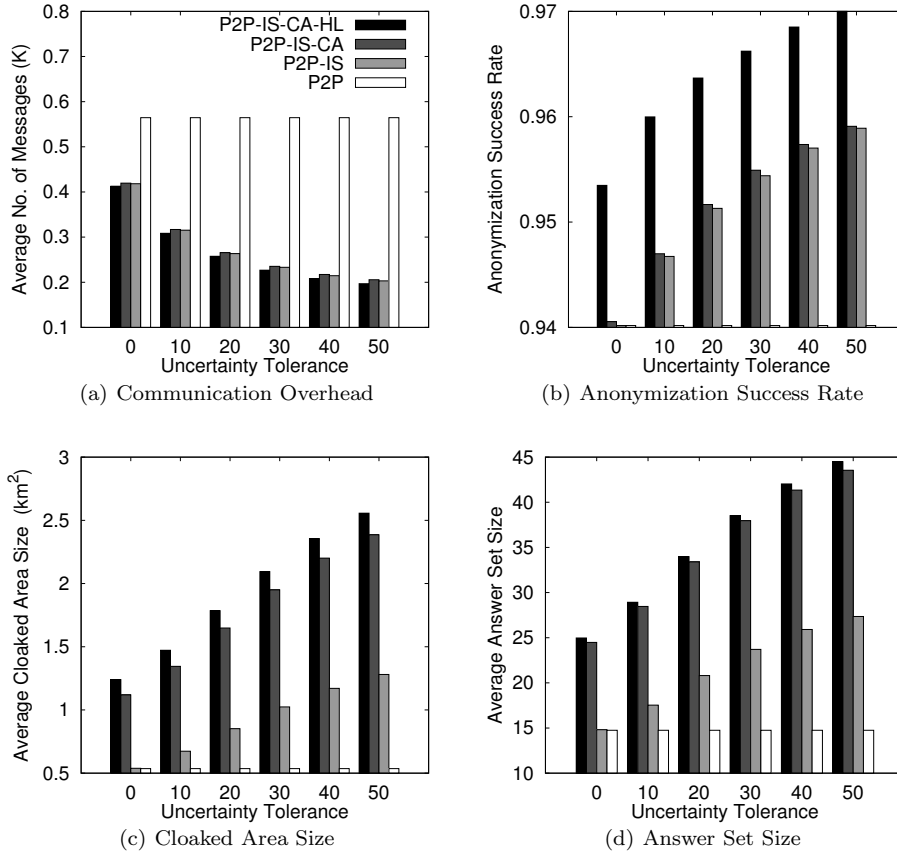 0.8
0.7
0.6
0.5
0.4
0.3
0.2
0.1
Average No. of Messages (K)
P2P-IS-CA-HL
P2P-IS-CA
P2P-IS
P2P
0 10 20 30 40 50
Uncertainty Tolerance
(a) Communication Overhead
0.97
0.96
0.95
0.94
Anonymization Success Rate
0 10 20 30 40 50
Uncertainty Tolerance
(b) Anonymization Success Rate
3
2.5
2
1.5
1
0.5
Average Cloaked Area Size (km²)
0 10 20 30 40 50
Uncertainty Tolerance
(c) Cloaked Area Size
45
40
35
30
25
20
15
10
Average Answer Set Size
0 10 20 30 40 50
Uncertainty Tolerance
(d) Answer Set Size